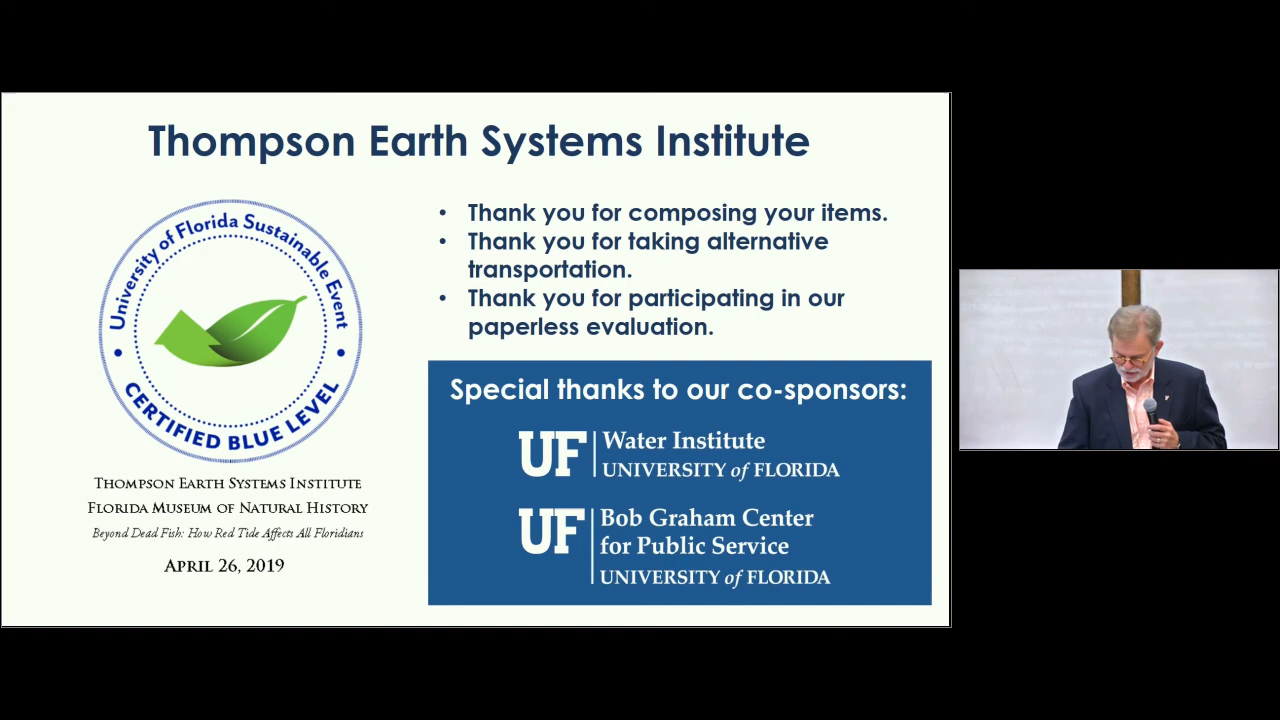 Thompson Earth Systems Institute
University of Florida Sustainable Event
CERTIFIED BLUE LEVEL
THOMPSON EARTH SYSTEMS INSTITUTE
FLORIDA MUSEUM OF NATURAL HISTORY
Beyond Dead Fish: How Red Tide Affects All Floridians
APRIL 26, 2019
• Thank you for composing your items.
• Thank you for taking alternative
transportation.
• Thank you for participating in our
paperless evaluation.
Special thanks to our co-sponsors:
UF Water Institute
UNIVERSITY of FLORIDA
UF Bob Graham Center
for Public Service
UNIVERSITY of FLORIDA